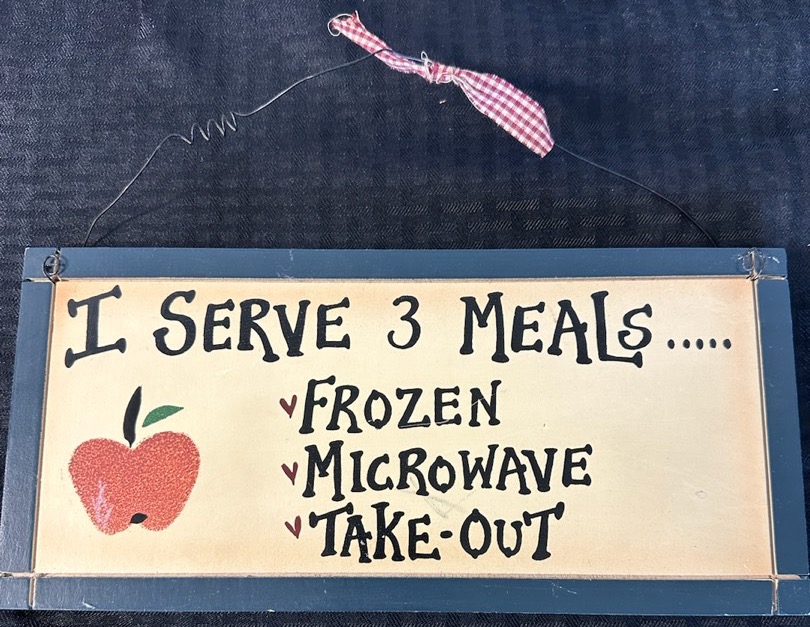 I SERVE 3 MEALS.....
FROZEN
MICROWAVE
TAKE-OUT